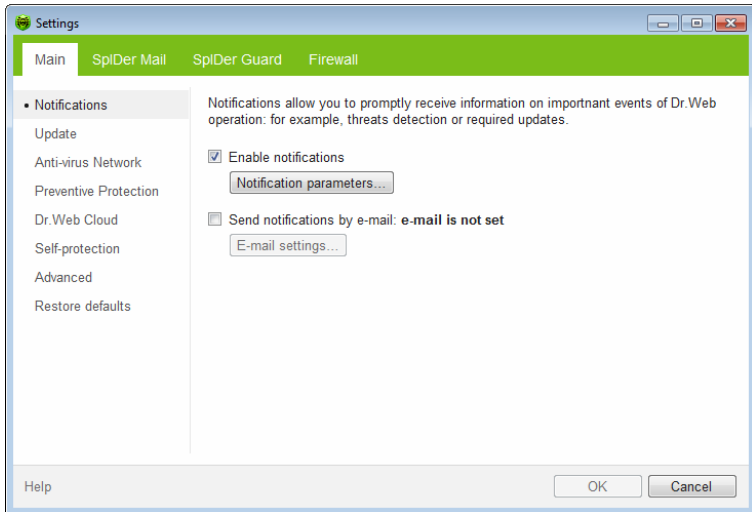 Settings
Main SpIDer Mail SpIDer Guard Firewall
• Notifications
Update
Anti-virus Network
Preventive Protection
Dr.Web Cloud
Self-protection
Advanced
Restore defaults
Notifications allow you to promptly receive information on importnant events of Dr.Web
operation: for example, threats detection or required updates.
Enable notifications
Notification parameters...
Send notifications by e-mail: e-mail is not set
E-mail settings...
Help
OK Cancel